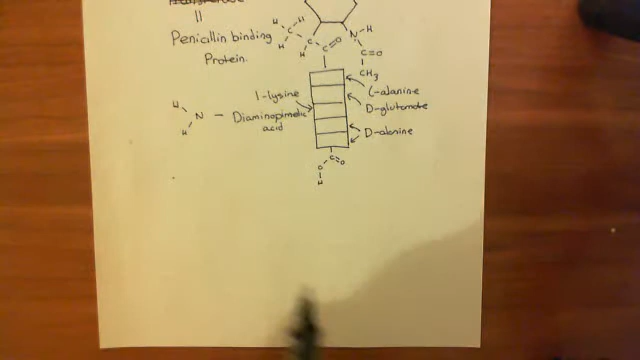 ||
Penicillin binding
Protein.
H
H
C
H
H
C
C
O
N
H
C
O
CH3
L-alanine
D-glutamate
D-alanine
l-lysine
Diaminopimelic
acid
H
N
H
C
O
O
H